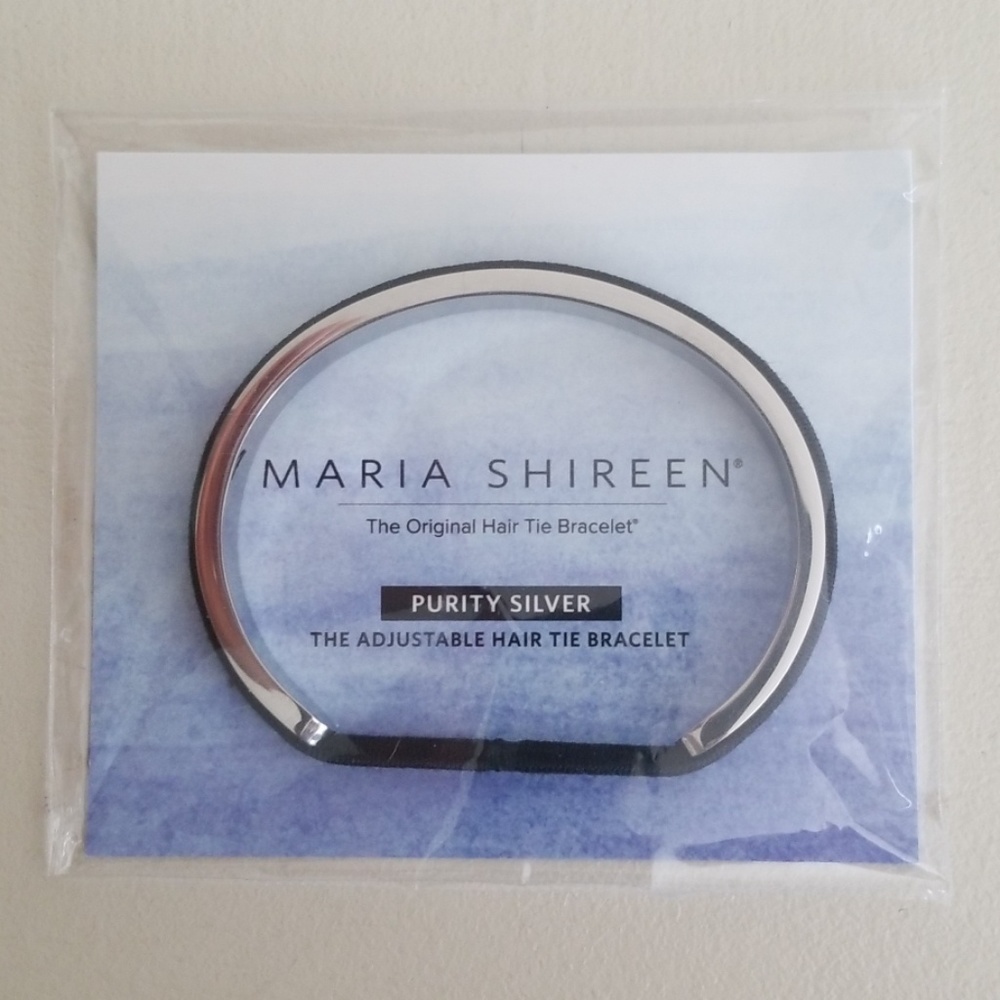 MARIA SHIREEN®
The Original Hair Tie Bracelet®
PURITY SILVER
THE ADJUSTABLE HAIR TIE BRACELET